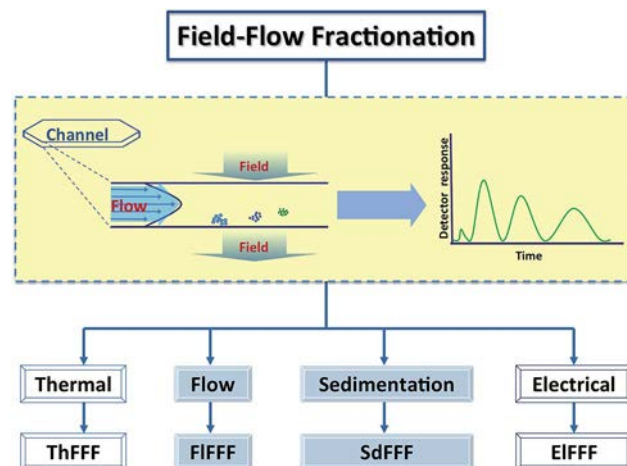 Field-Flow Fractionation
Channel
Field
Flow
Field
Detector response
Time
Thermal
Flow
Sedimentation
Electrical
ThFFF
FlFFF
SdFFF
ElFFF